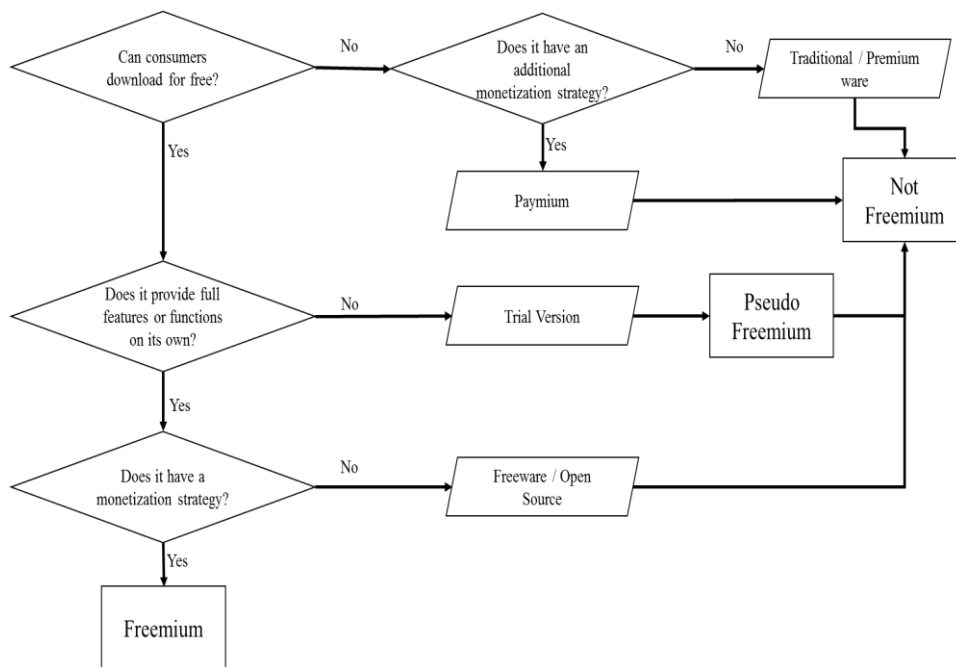 Can consumers
download for free?
No
Does it have an
additional
monetization strategy?
No
Traditional / Premium
ware
Yes
Yes
Paymium
Not
Freemium
Does it provide full
features or functions
on its own?
No
Trial Version
Pseudo
Freemium
Yes
Does it have a
monetization strategy?
No
Freeware / Open
Source
Yes
Freemium